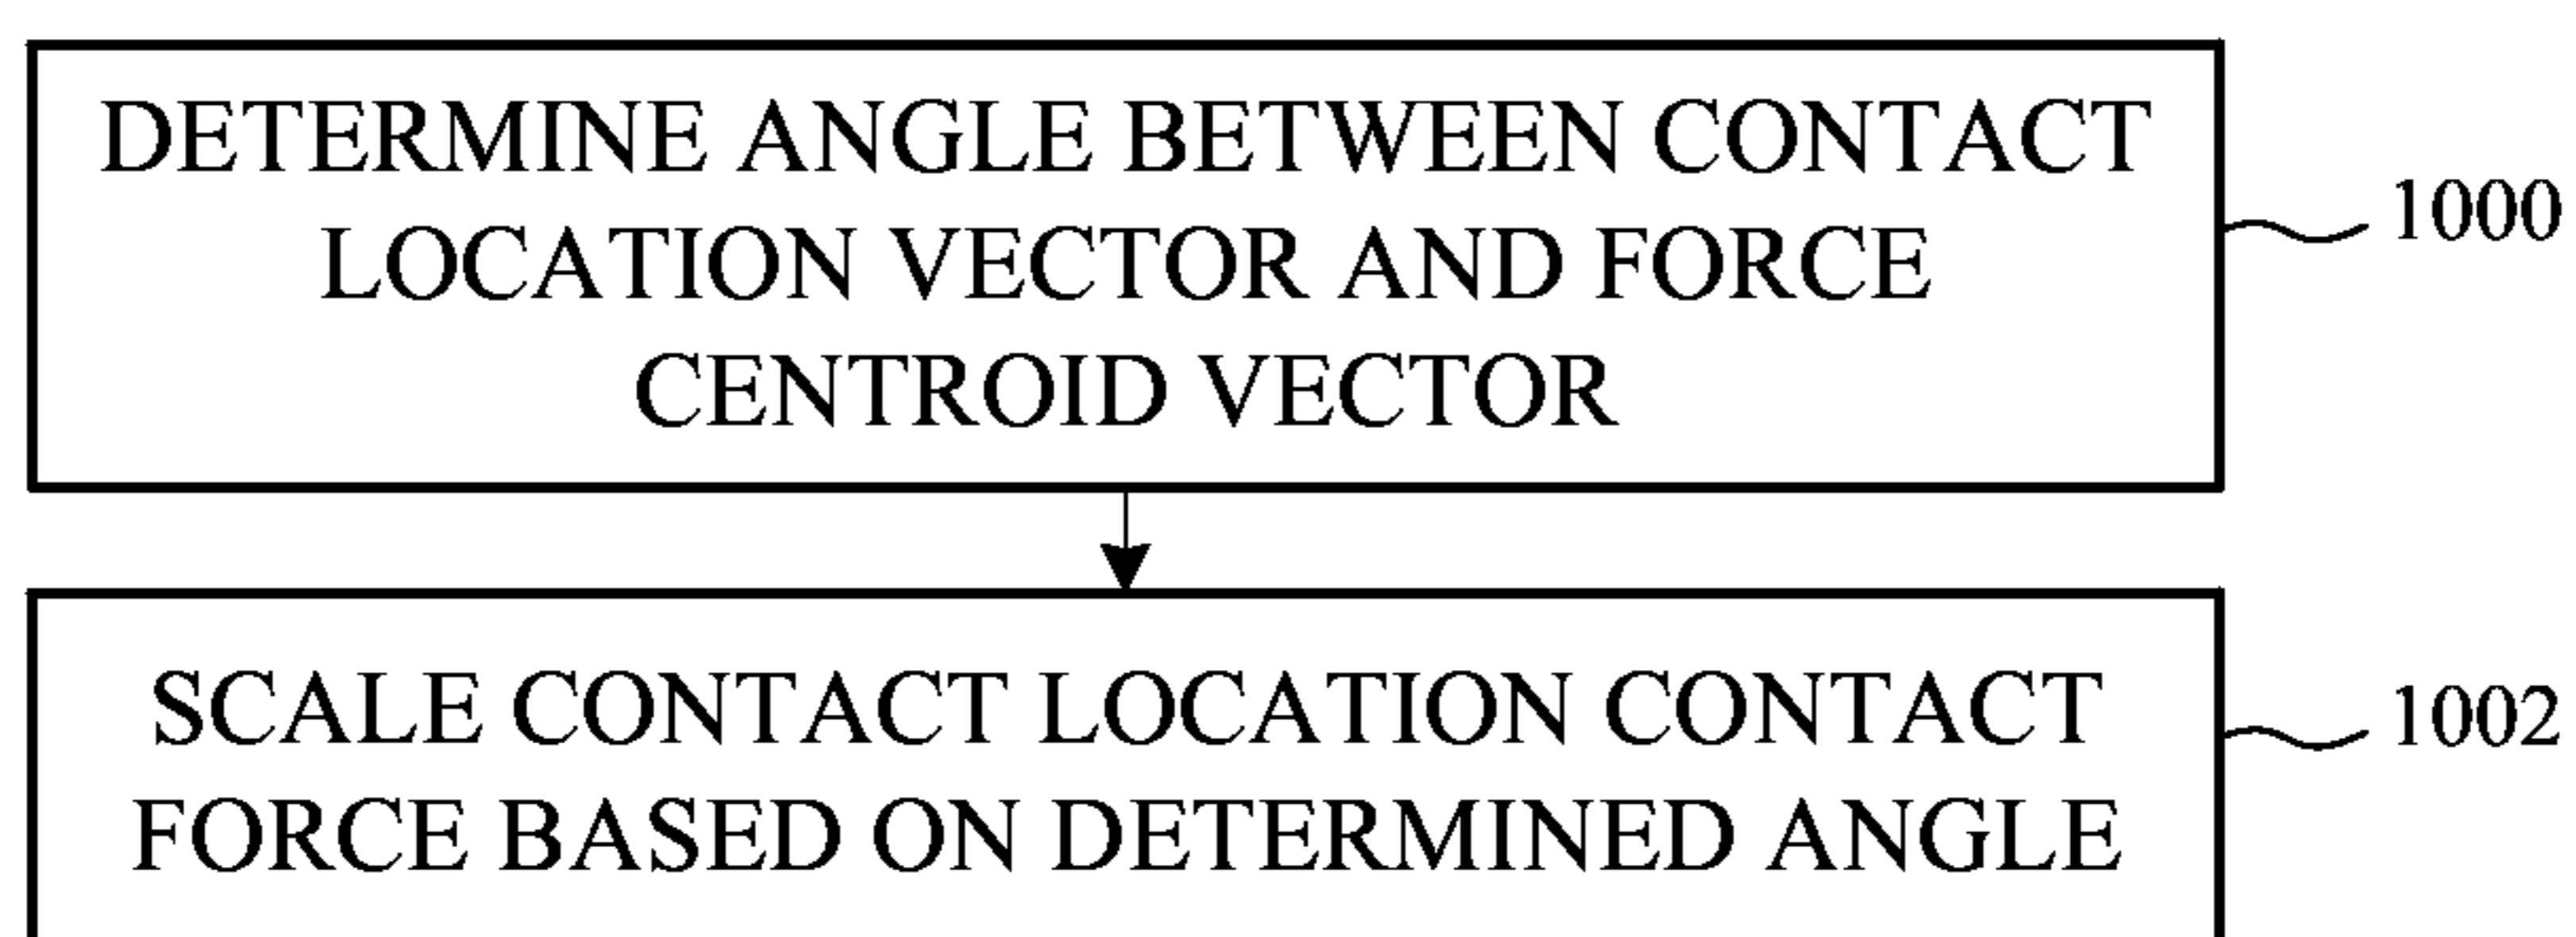 DETERMINE ANGLE BETWEEN CONTACT
LOCATION VECTOR AND FORCE
CENTROID VECTOR
1000
SCALE CONTACT LOCATION CONTACT
FORCE BASED ON DETERMINED ANGLE
1002